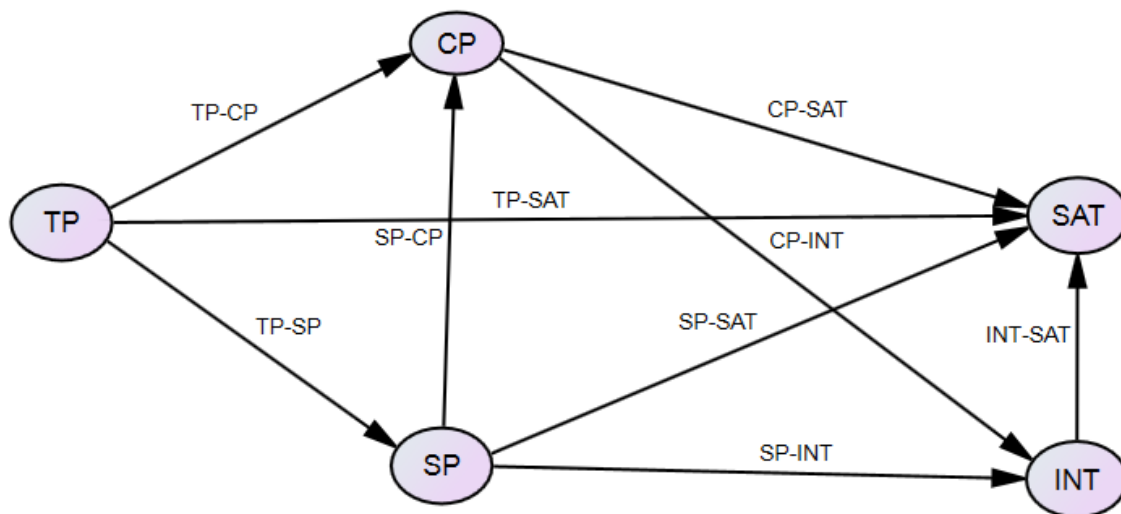 CP
TP-CP
CP-SAT
TP-SAT
TP
SAT
SP-CP
CP-INT
TP-SP
SP-SAT
INT-SAT
SP-INT
SP
INT